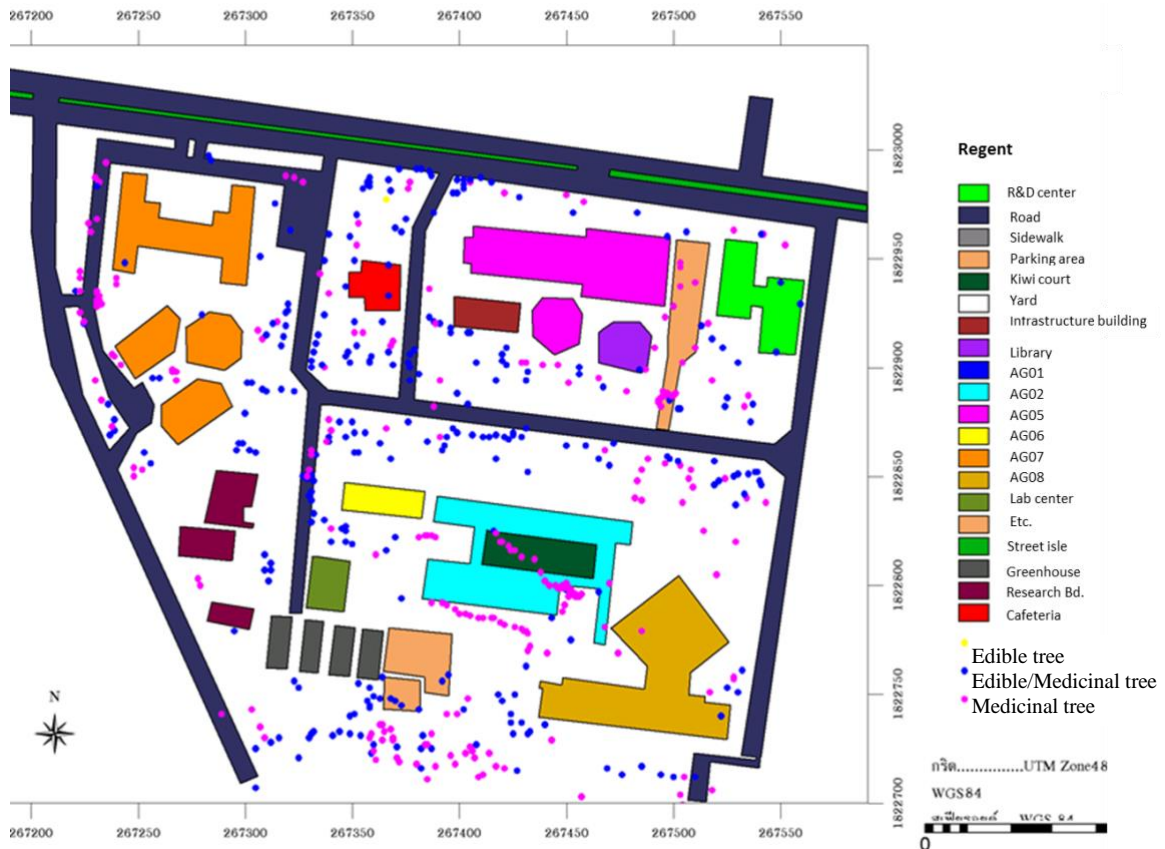 267200 267250 267300 267350 267400 267450 267500 267550
1823000
1822950
1822900
1822850
1822800
1822750
1822700
N
267200 267250 267300 267350 267400 267450 267500 267550
Regent
R&D center
Road
Sidewalk
Parking area
Kiwi court
Yard
Intrastructure building
Library
AG01
AG02
AG05
AG06
AG07
AG08
Lab center
Etc.
Street isle
Greenhouse
Research Bd.
Cafeteria
Edible tree
Edible/Medicinal tree
Medicinal tree
กริด...............UTM Zone48
WGS84
WGS 84
0